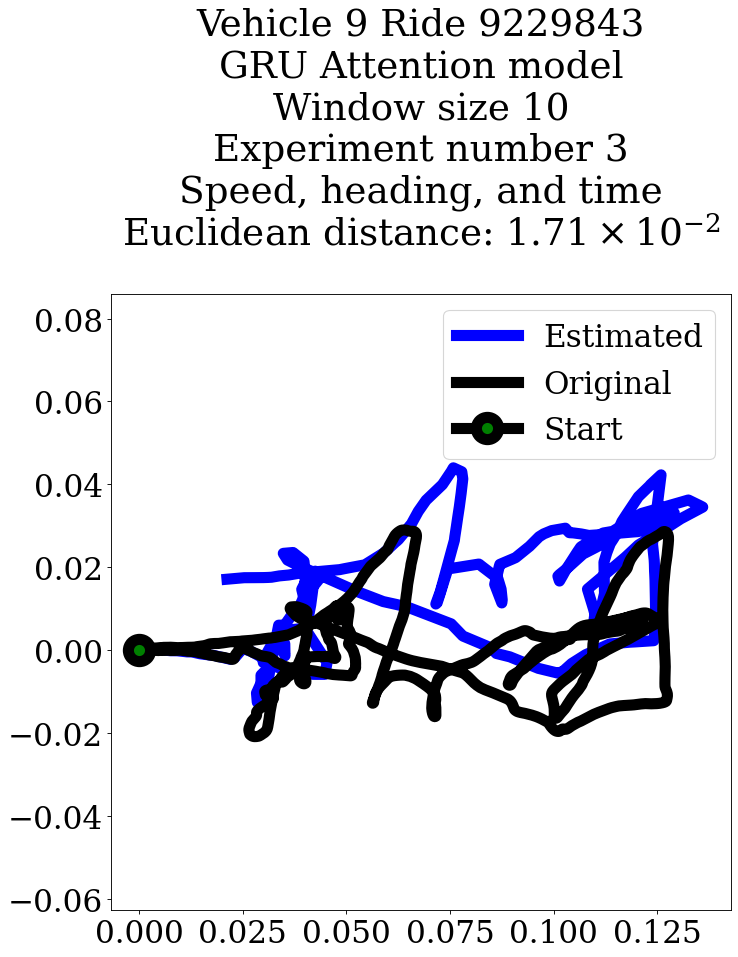 Vehicle 9 Ride 9229843
GRU Attention model
Window size 10
Experiment number 3
Speed, heading, and time
Euclidean distance: 1.71 × 10⁻²
Estimated
Original
Start
0.08
0.06
0.04
0.02
0.00
−0.02
−0.04
−0.06
0.000 0.025 0.050 0.075 0.100 0.125